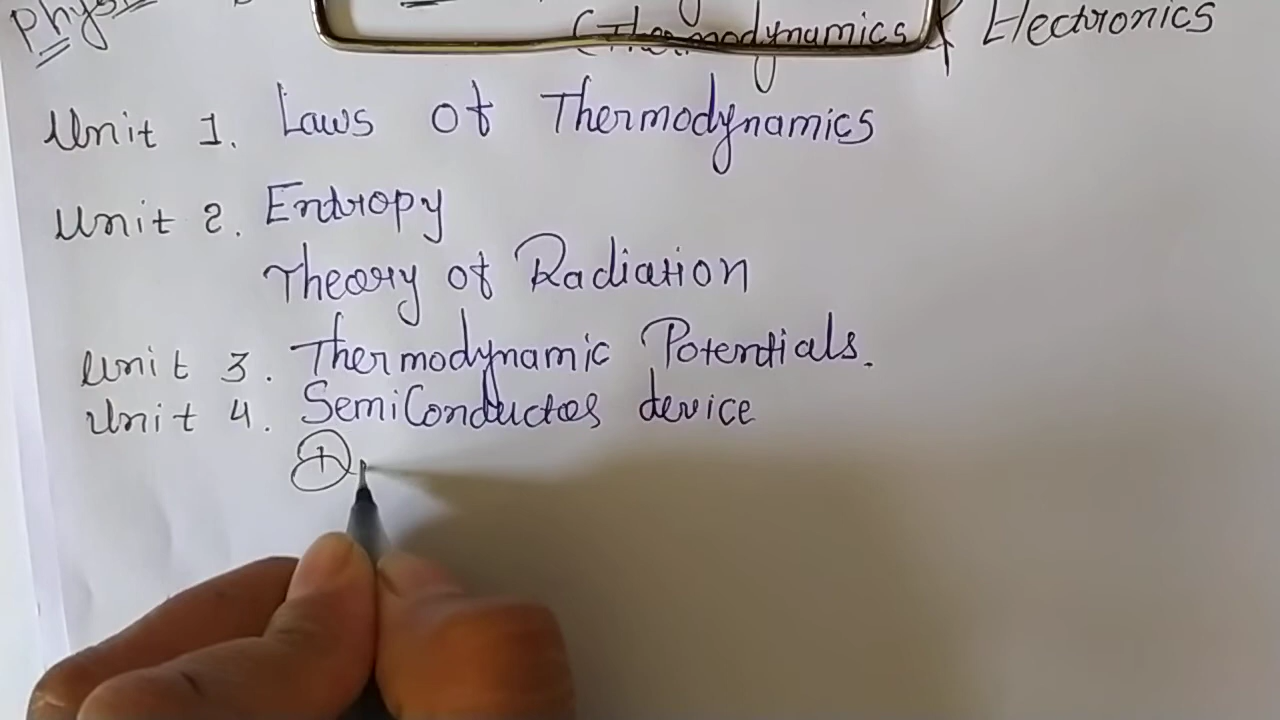 (Thermodynamics & Electronics
Unit 1. Laws of Thermodynamics
Unit 2. Entropy
Theory of Radiation
Unit 3. Thermodynamic Potentials.
Unit 4. SemiConductor device